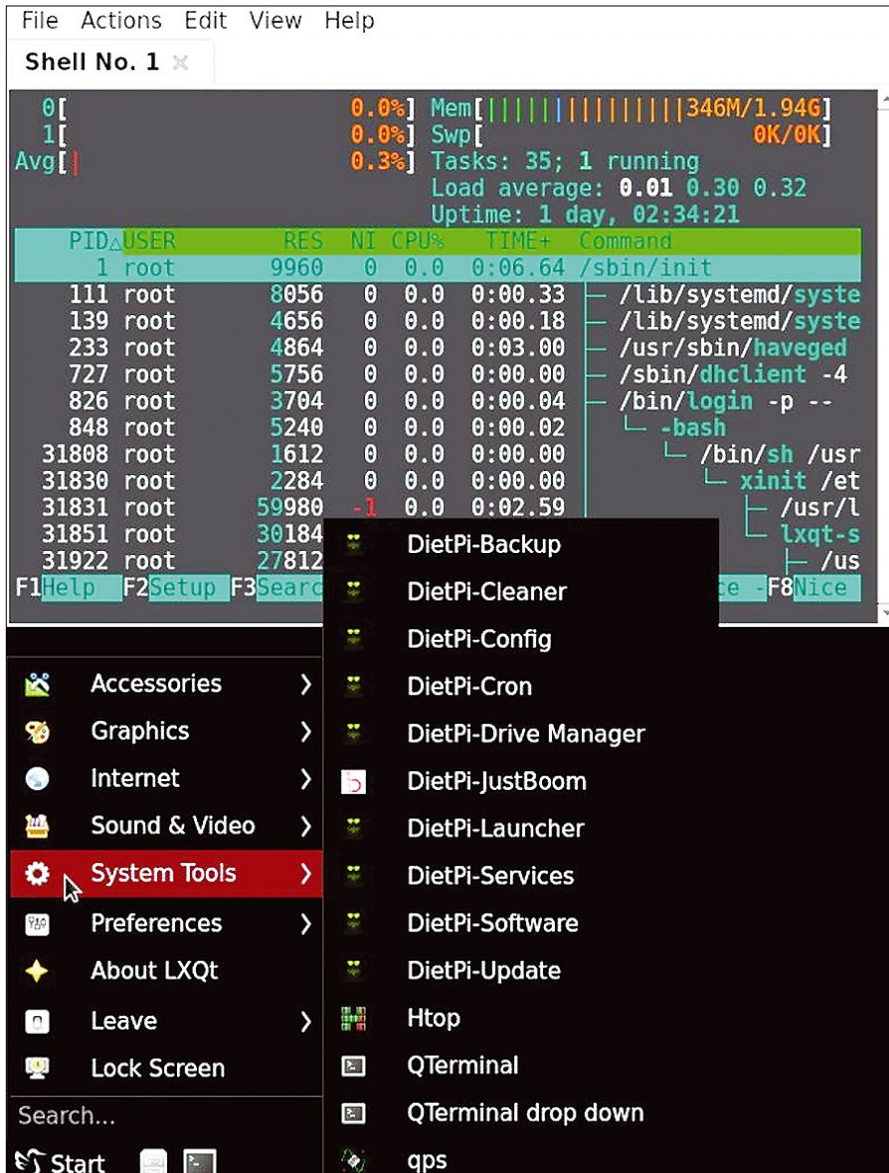 File Actions Edit View Help
Shell No. 1
0[ 0.0%] Mem[||||||||||||||||346M/1.94G]
1[ 0.0%] Swp[ 0K/0K]
Avg[| 0.3%] Tasks: 35; 1 running
Load average: 0.01 0.30 0.32
Uptime: 1 day, 02:34:21
PID△USER RES NI CPU% TIME+ Command
1 root 9960 0 0.0 0:06.64 /sbin/init
111 root 8056 0 0.0 0:00.33 ├─ /lib/systemd/syste
139 root 4656 0 0.0 0:00.18 ├─ /lib/systemd/syste
233 root 4864 0 0.0 0:03.00 ├─ /usr/sbin/haveged
727 root 5756 0 0.0 0:00.00 ├─ /sbin/dhclient -4
826 root 3704 0 0.0 0:00.04 ├─ /bin/login -p --
848 root 5240 0 0.0 0:00.02 │ └─ -bash
31808 root 1612 0 0.0 0:00.00 │ └─ /bin/sh /usr
31830 root 2284 0 0.0 0:00.00 │ └─ xinit /et
31831 root 59980 -1 0.0 0:02.59 │ ├─ /usr/l
31851 root 30184 └─ lxqt-s
31922 root 27812 ├─ /us
F1Help F2Setup F3Searc ce -F8Nice
DietPi-Backup
DietPi-Cleaner
DietPi-Config
DietPi-Cron
DietPi-Drive Manager
DietPi-JustBoom
DietPi-Launcher
DietPi-Services
DietPi-Software
DietPi-Update
Htop
QTerminal
QTerminal drop down
qps
Accessories
Graphics
Internet
Sound & Video
System Tools
Preferences
About LXQt
Leave
Lock Screen
Search...
Start